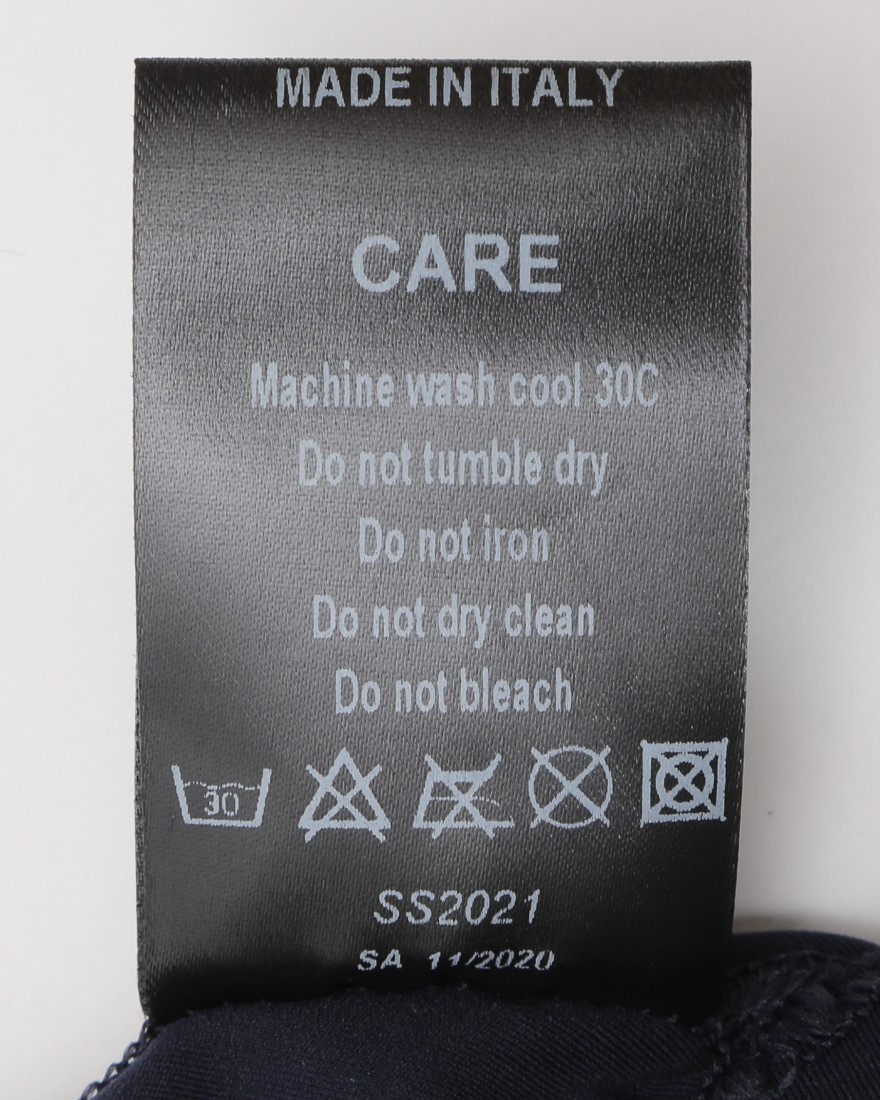 MADE IN ITALY
CARE
Machine wash cool 30C
Do not tumble dry
Do not iron
Do not dry clean
Do not bleach
30
SS2021
SA 11/2020